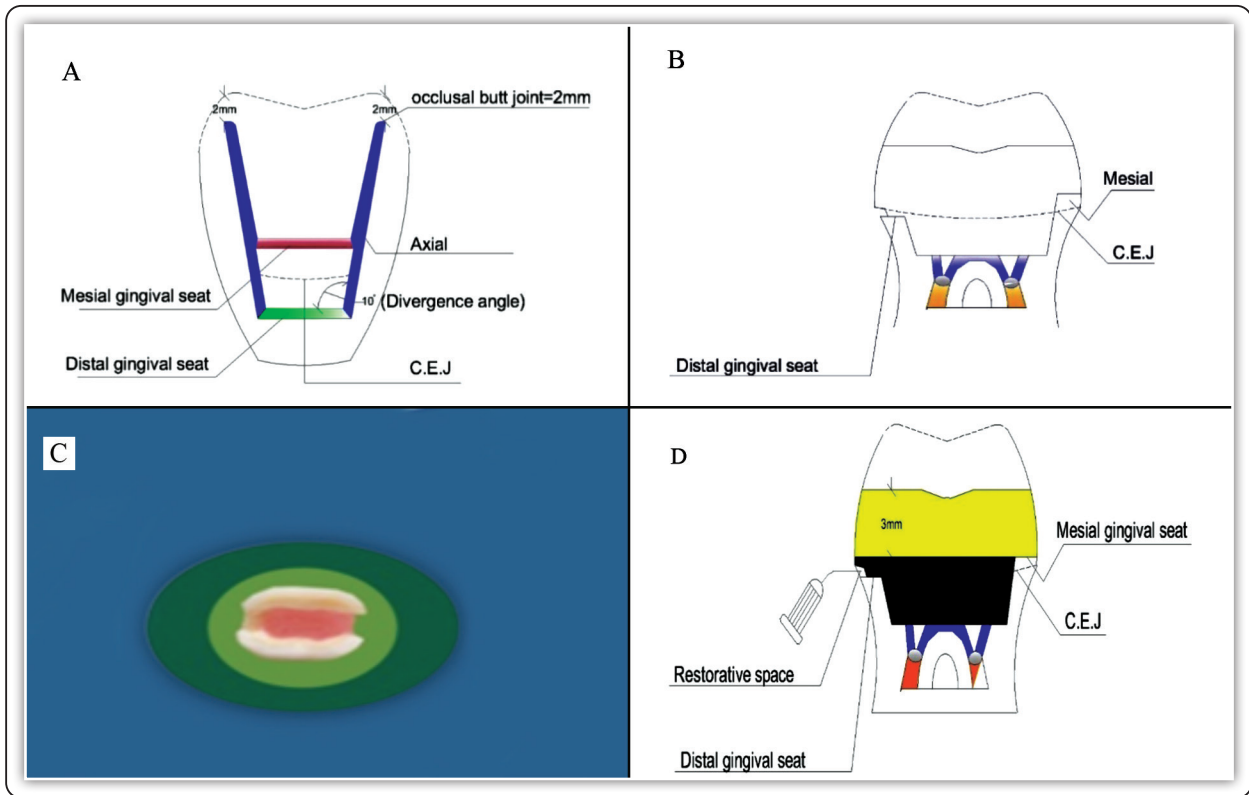 A
2mm
2mm
occlusal butt joint=2mm
Axial
Mesial gingival seat
10° (Divergence angle)
Distal gingival seat
C.E.J
B
Mesial
C.E.J
Distal gingival seat
C
D
3mm
Mesial gingival seat
C.E.J
Restorative space
Distal gingival seat